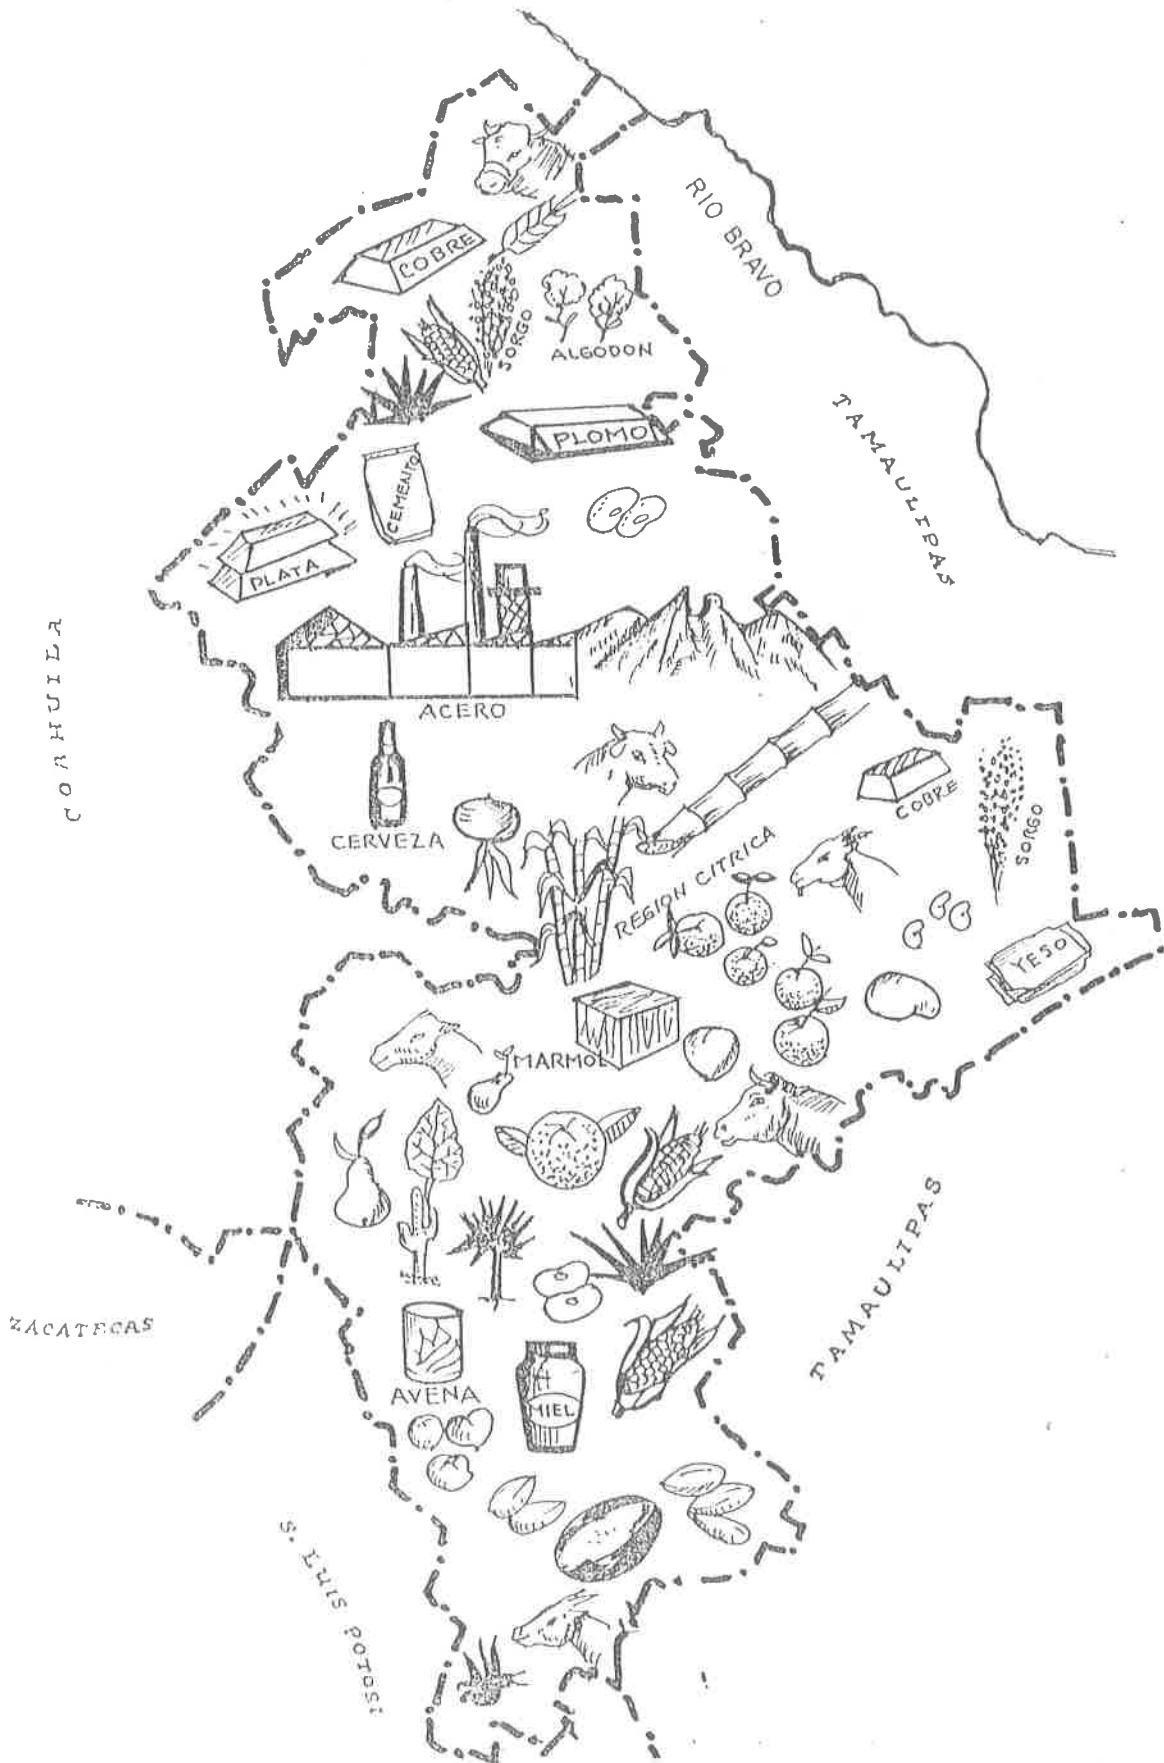 RIO BRAVO
COBRE
SORGO
ALGODON
TAMAULIPAS
PLOMO
CEMENTO
PLATA
COAHUILA
ACERO
COBRE
SORGO
CERVEZA
REGION CITRICA
YESO
MARMOL
TAMAULIPAS
ZACATECAS
AVENA
MIEL
S. LUIS POTOSI